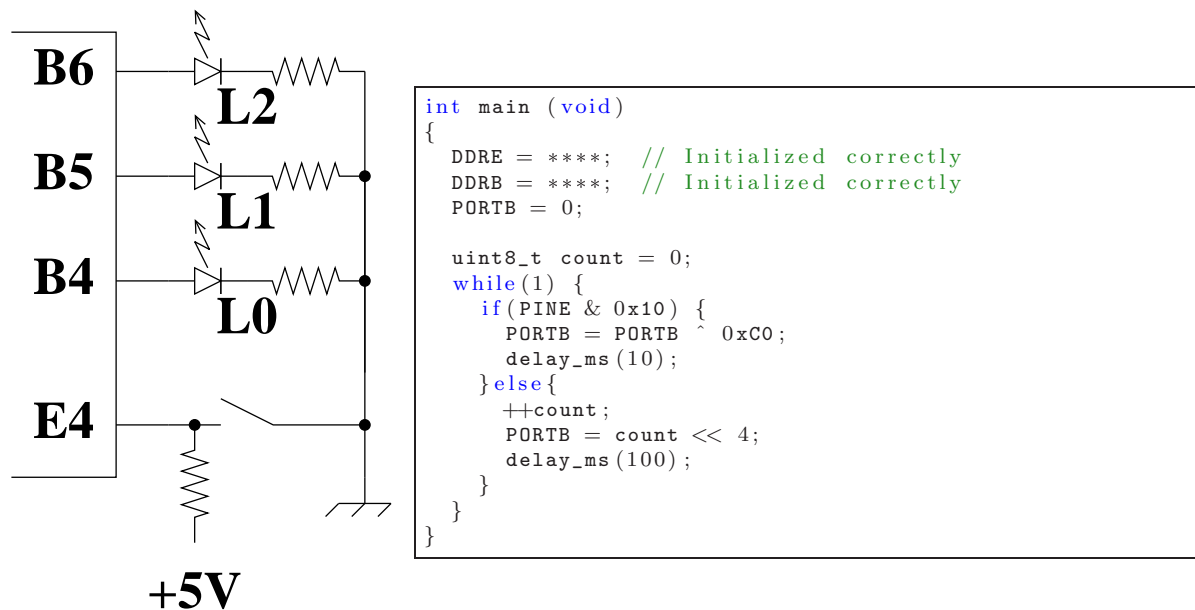 B6
L2
B5
L1
B4
L0
E4
+5V
int main (void)
{
DDRE = ****; // Initialized correctly
DDRB = ****; // Initialized correctly
PORTB = 0;
uint8_t count = 0;
while(1) {
if(PINE & 0x10) {
PORTB = PORTB ^ 0xC0;
delay_ms(10);
}else{
++count;
PORTB = count << 4;
delay_ms(100);
}
}
}